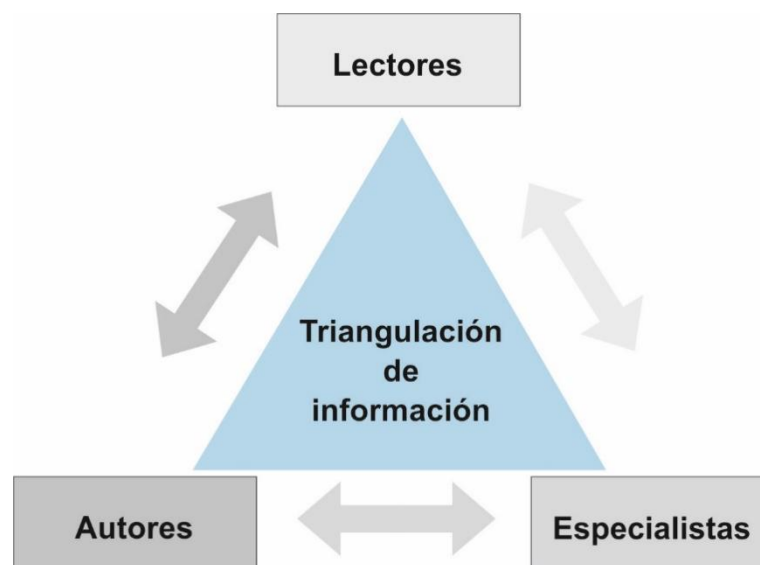 Lectores
Triangulación
de
información
Autores
Especialistas